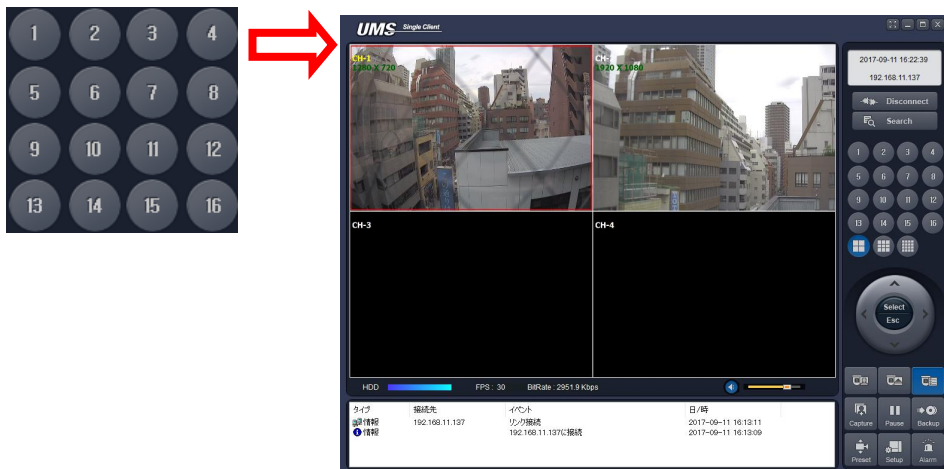 1 2 3 4
5 6 7 8
9 10 11 12
13 14 15 16
UMS Single Client
CH-1
1280 X 720
1920 X 1080
CH-3
CH-4
HDD FPS : 30 BitRate : 2951.9 Kbps
タイプ 接続先 イベント 日/時
情報 192.168.11.137 リンク接続 2017-09-11 16:13:11
情報 192.168.11.137に接続 2017-09-11 16:13:09
2017-09-11 16:22:39
192.168.11.137
Disconnect
Search
1 2 3 4
5 6 7 8
9 10 11 12
13 14 15 16
Select
Esc
Capture Pause Backup
Preset Setup Alarm